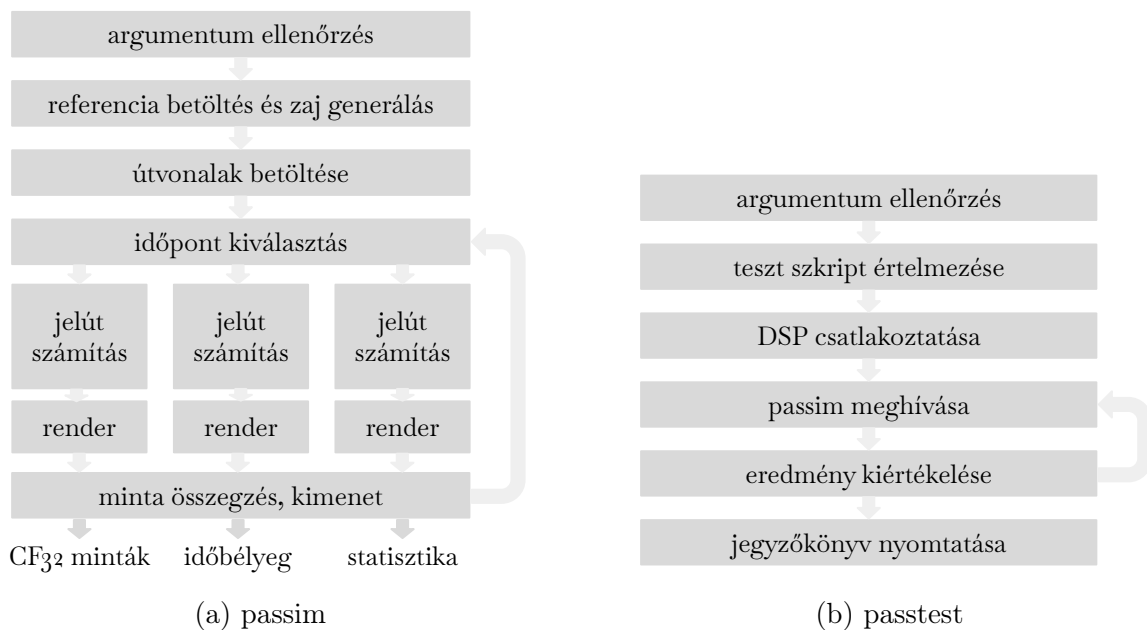 argumentum ellenőrzés
referencia betöltés és zaj generálás
útvonalak betöltése
időpont kiválasztás
jelút
számítás
jelút
számítás
jelút
számítás
render
render
render
minta összegzés, kimenet
CF32 minták
időbélyeg
statisztika
(a) passim
argumentum ellenőrzés
teszt szkript értelmezése
DSP csatlakoztatása
passim meghívása
eredmény kiértékelése
jegyzőkönyv nyomtatása
(b) passtest